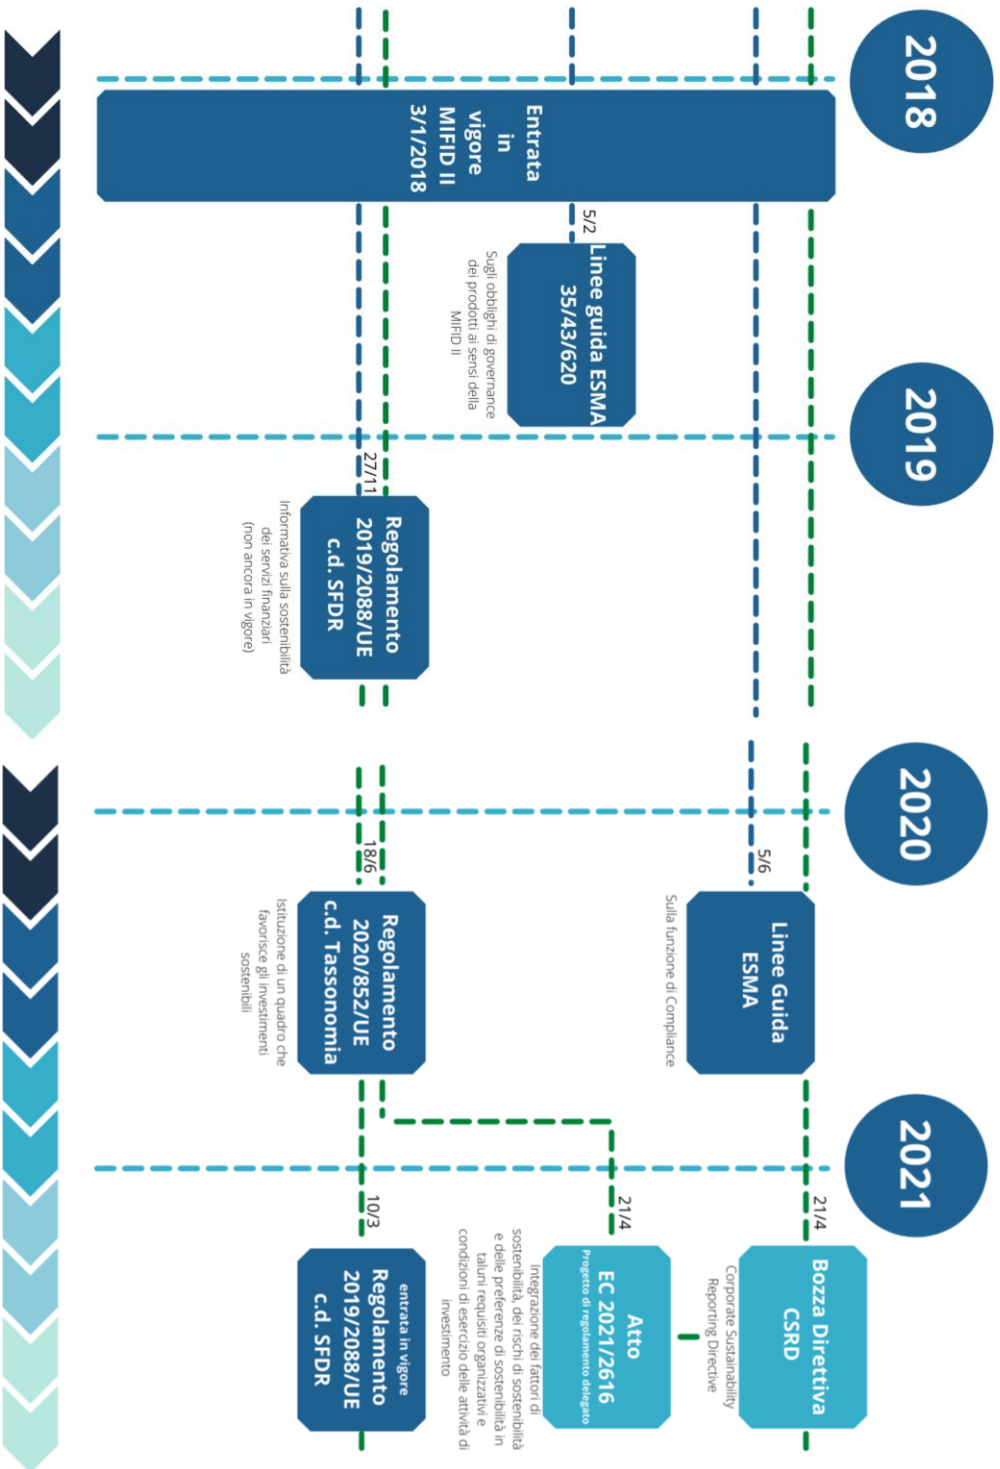 2018
2019
2020
2021
Entrata
in
vigore
MIFID II
3/1/2018
5/2
Linee guida ESMA
35/43/620
Sugli obblighi di governance
dei prodotti ai sensi della
MIFID II
27/11
Regolamento
2019/2088/UE
c.d. SFDR
Informativa sulla sostenibilità
dei servizi finanziari
(non ancora in vigore)
5/6
Linee Guida
ESMA
Sulla funzione di Compliance
18/6
Regolamento
2020/852/UE
c.d. Tassonomia
Istituzione di un quadro che
favorisce gli investimenti
sostenibili
21/4
Bozza Direttiva
CSRD
Corporate Sustainability
Reporting Directive
21/4
Atto
EC 2021/2616
Progetto di regolamento delegato
Integrazione dei fattori di
sostenibilità, dei rischi di sostenibilità
e delle preferenze di sostenibilità in
taluni requisiti organizzativi e
condizioni di esercizio delle attività di
investimento
10/3
entrata in vigore
Regolamento
2019/2088/UE
c.d. SFDR